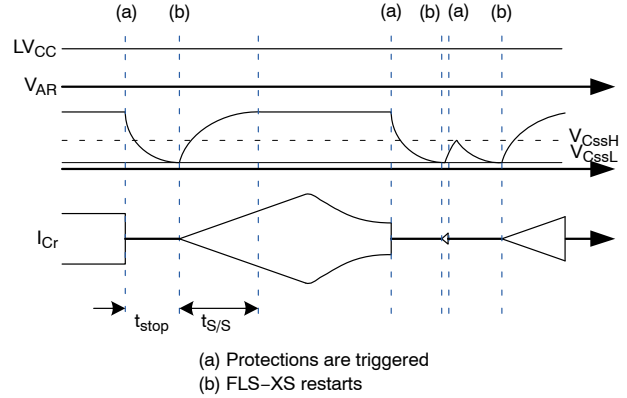 (a) (b) (a) (b) (a) (b)
LVCC
VAR
VCssH
VCssL
ICr
tstop tS/S
(a) Protections are triggered
(b) FLS−XS restarts